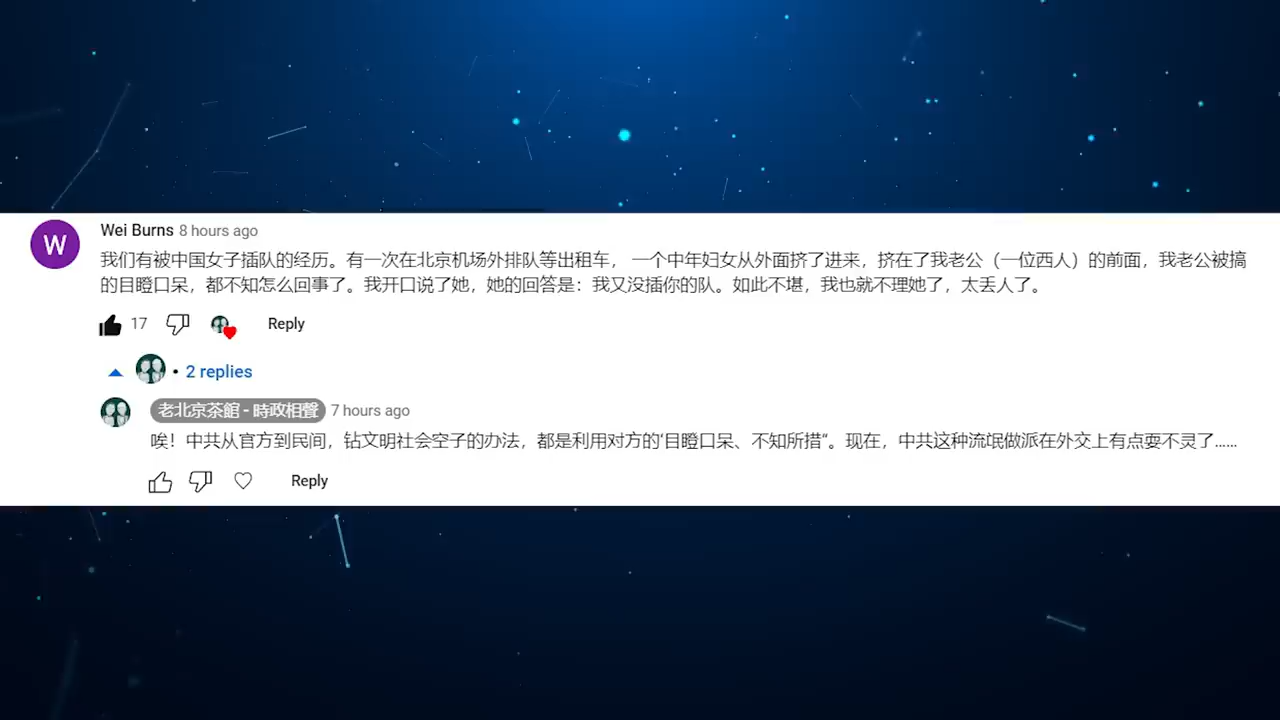 W
Wei Burns 8 hours ago
我们有被中国女子插队的经历。有一次在北京机场外排队等出租车， 一个中年妇女从外面挤了进来，挤在了我老公（一位西人）的前面，我老公被搞
的目瞪口呆，都不知怎么回事了。我开口说了她，她的回答是：我又没插你的队。如此不堪，我也就不理她了，太丢人了。
17 Reply
• 2 replies
老北京茶館 - 時政相聲 7 hours ago
唉！中共从官方到民间，钻文明社会空子的办法，都是利用对方的‘目瞪口呆、不知所措”。现在，中共这种流氓做派在外交上有点耍不灵了......
Reply